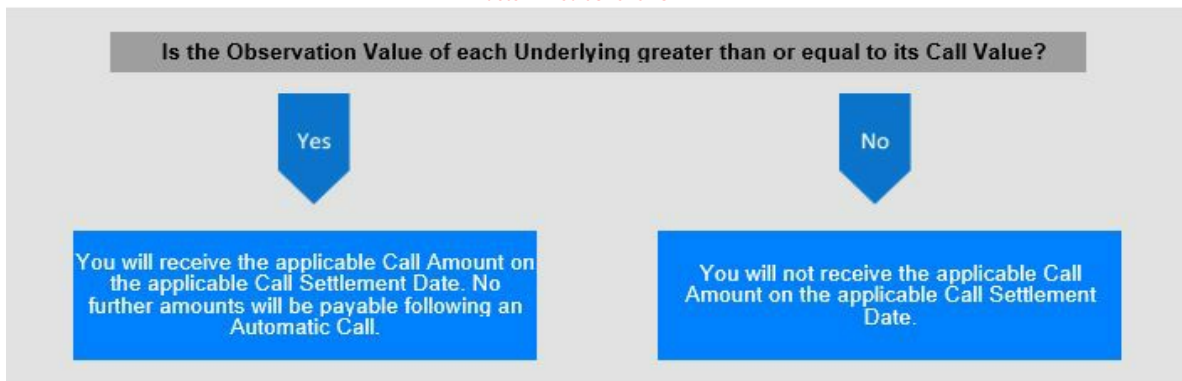 Is the Observation Value of each Underlying greater than or equal to its Call Value?
Yes
No
You will receive the applicable Call Amount on
the applicable Call Settlement Date. No
further amounts will be payable following an
Automatic Call.
You will not receive the applicable Call
Amount on the applicable Call Settlement
Date.